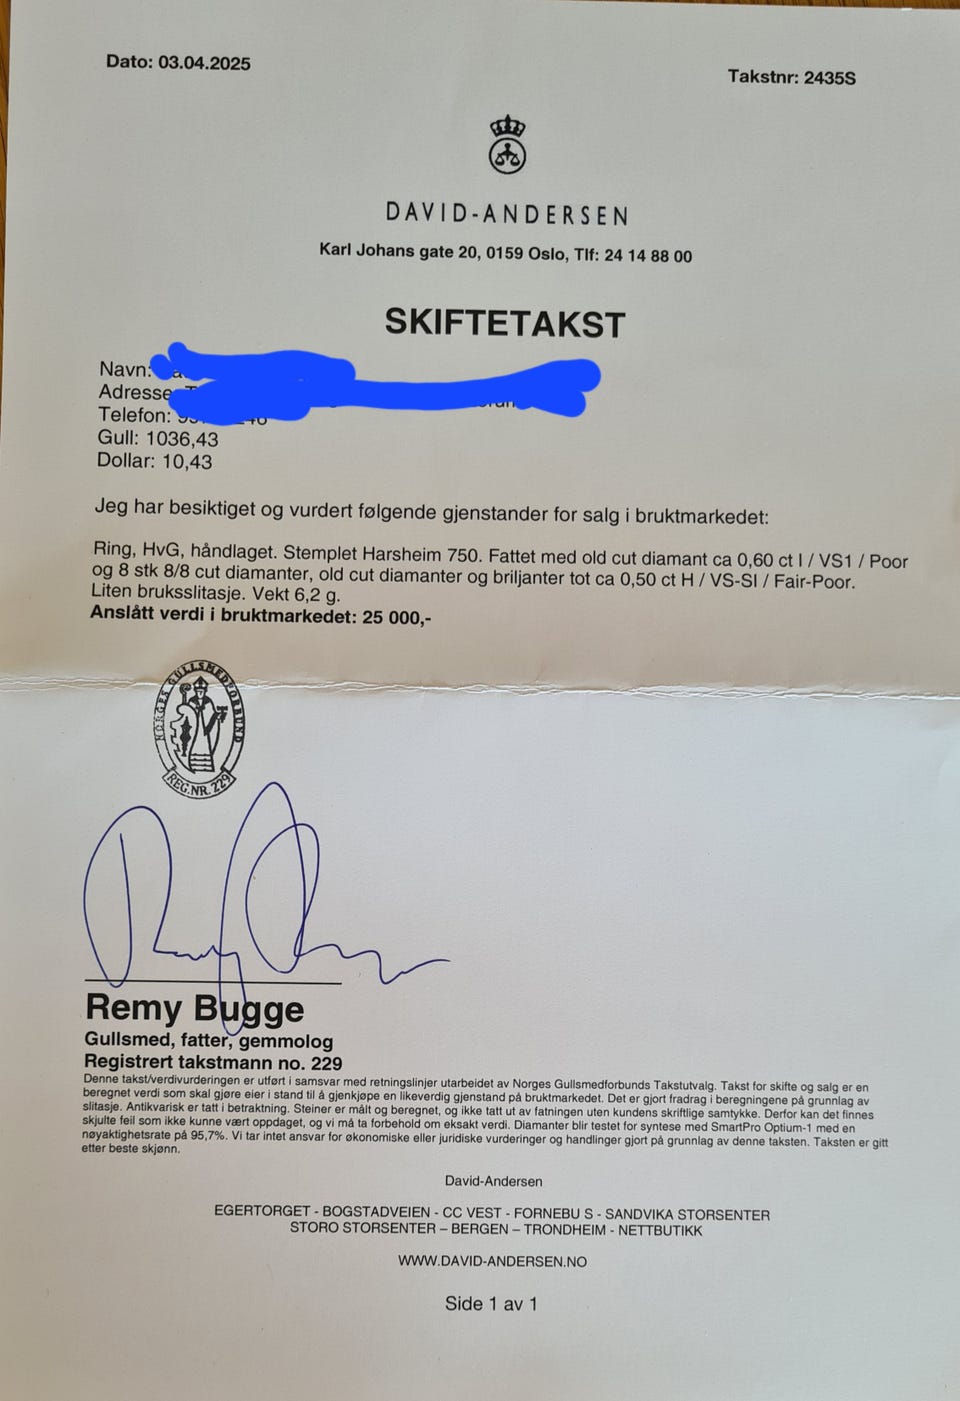 Dato: 03.04.2025
Takstnr: 2435S
DAVID-ANDERSEN
Karl Johans gate 20, 0159 Oslo, Tlf: 24 14 88 00
SKIFTETAKST
Navn:
Adresse
Telefon:
Gull: 1036,43
Dollar: 10,43
Jeg har besiktiget og vurdert følgende gjenstander for salg i bruktmarkedet:
Ring, HvG, håndlaget. Stemplet Harsheim 750. Fattet med old cut diamant ca 0,60 ct I / VS1 / Poor
og 8 stk 8/8 cut diamanter, old cut diamanter og briljanter tot ca 0,50 ct H / VS-SI / Fair-Poor.
Liten bruksslitasje. Vekt 6,2 g.
Anslått verdi i bruktmarkedet: 25 000,-
NORGES GULLSMEDFORBUND
REG.NR. 229
Remy Bugge
Gullsmed, fatter, gemmolog
Registrert takstmann no. 229
Denne takst/verdivurderingen er utført i samsvar med retningslinjer utarbeidet av Norges Gullsmedforbunds Takstutvalg. Takst for skifte og salg er en
beregnet verdi som skal gjøre eier i stand til å gjenkjøpe en likeverdig gjenstand på bruktmarkedet. Det er gjort fradrag i beregningene på grunnlag av
slitasje. Antikvarisk er tatt i betraktning. Steiner er målt og beregnet, og ikke tatt ut av fatningen uten kundens skriftlige samtykke. Derfor kan det finnes
skjulte feil som ikke kunne vært oppdaget, og vi må ta forbehold om eksakt verdi. Diamanter blir testet for syntese med SmartPro Optium-1 med en
nøyaktighetsrate på 95,7%. Vi tar intet ansvar for økonomiske eller juridiske vurderinger og handlinger gjort på grunnlag av denne taksten. Taksten er gitt
etter beste skjønn.
David-Andersen
EGERTORGET - BOGSTADVEIEN - CC VEST - FORNEBU S - SANDVIKA STORSENTER
STORO STORSENTER – BERGEN – TRONDHEIM - NETTBUTIKK
WWW.DAVID-ANDERSEN.NO
Side 1 av 1